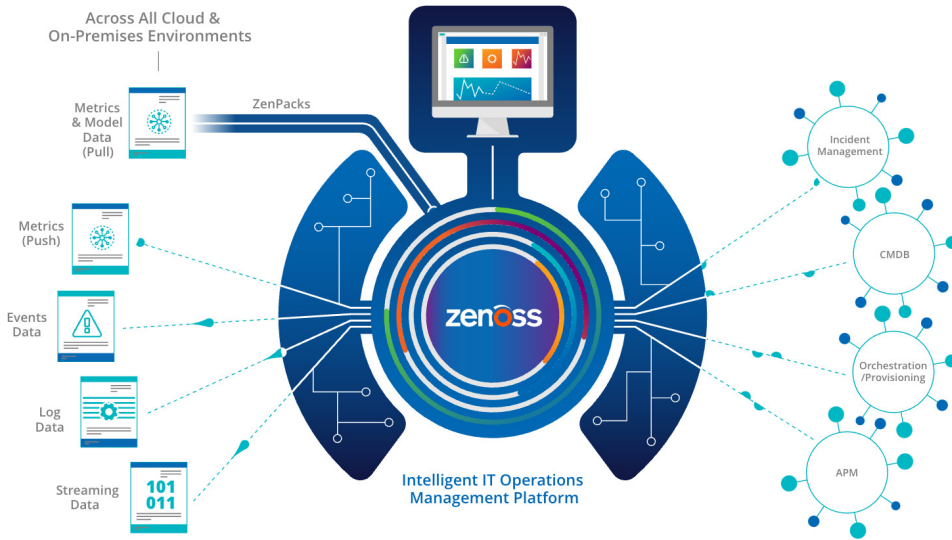 Across All Cloud &
On-Premises Environments
Metrics
& Model
Data
(Pull)
ZenPacks
Metrics
(Push)
Events
Data
Log
Data
Streaming
Data
101
011
zenoss
Intelligent IT Operations
Management Platform
Incident
Management
CMDB
Orchestration
/Provisioning
APM